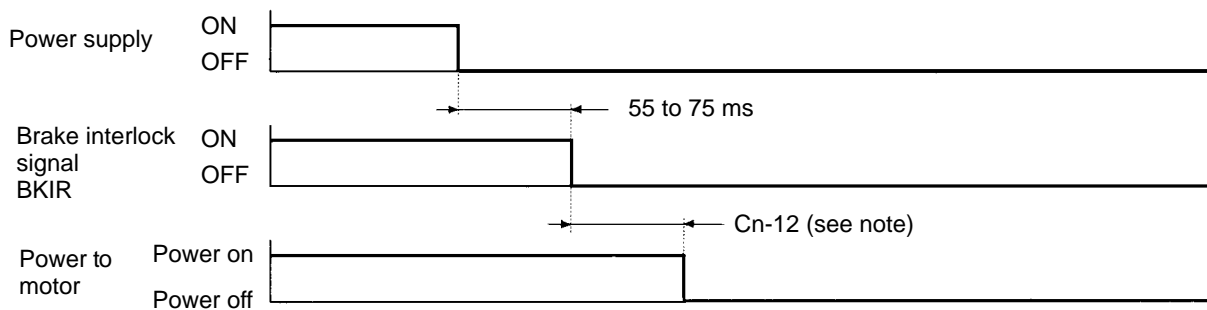 Power supply
ON
OFF
55 to 75 ms
Brake interlock
signal
BKIR
ON
OFF
Cn-12 (see note)
Power to
motor
Power on
Power off